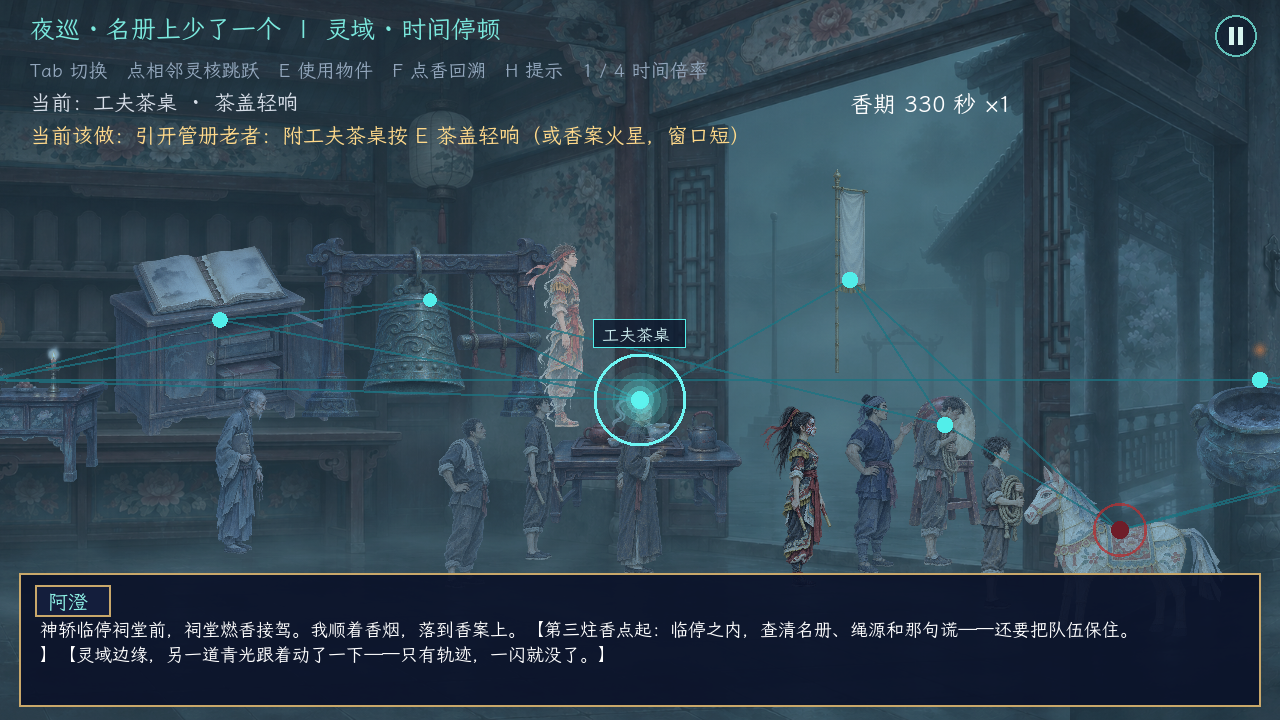 夜巡·名册上少了一个 | 灵域·时间停顿
Tab 切换 点相邻灵核跳跃 E 使用物件 F 点香回溯 H 提示 1 / 4 时间倍率
当前: 工夫茶桌 · 茶盖轻响
香期 330 秒 ×1
当前该做: 引开管册老者: 附工夫茶桌按 E 茶盖轻响 (或香案火星, 窗口短)
工夫茶桌
阿澄
神轿临停祠堂前, 祠堂燃香接驾。我顺着香烟, 落到香案上。【第三炷香点起: 临停之内, 查清名册、绳源和那句谎——还要把队伍保住。
】【灵域边缘, 另一道青光跟着动了一下——只有轨迹, 一闪就没了。】